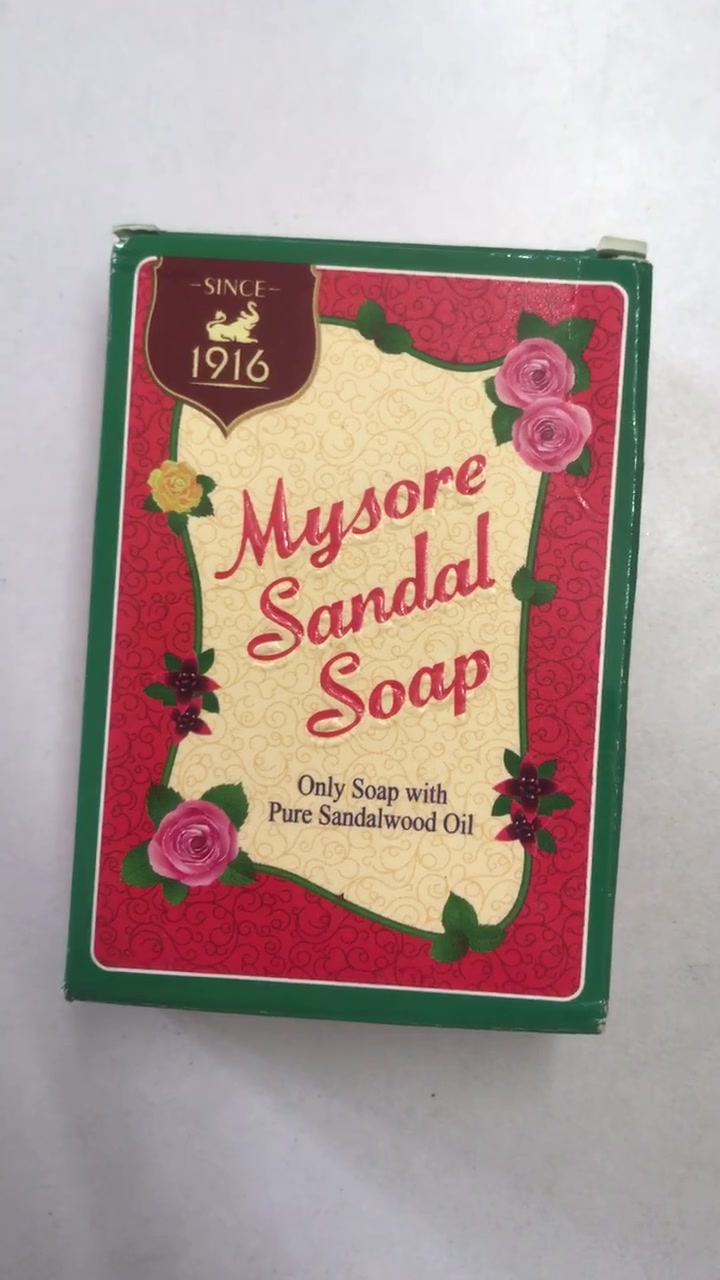 -SINCE-
1916
Mysore
Sandal
Soap
Only Soap with
Pure Sandalwood Oil